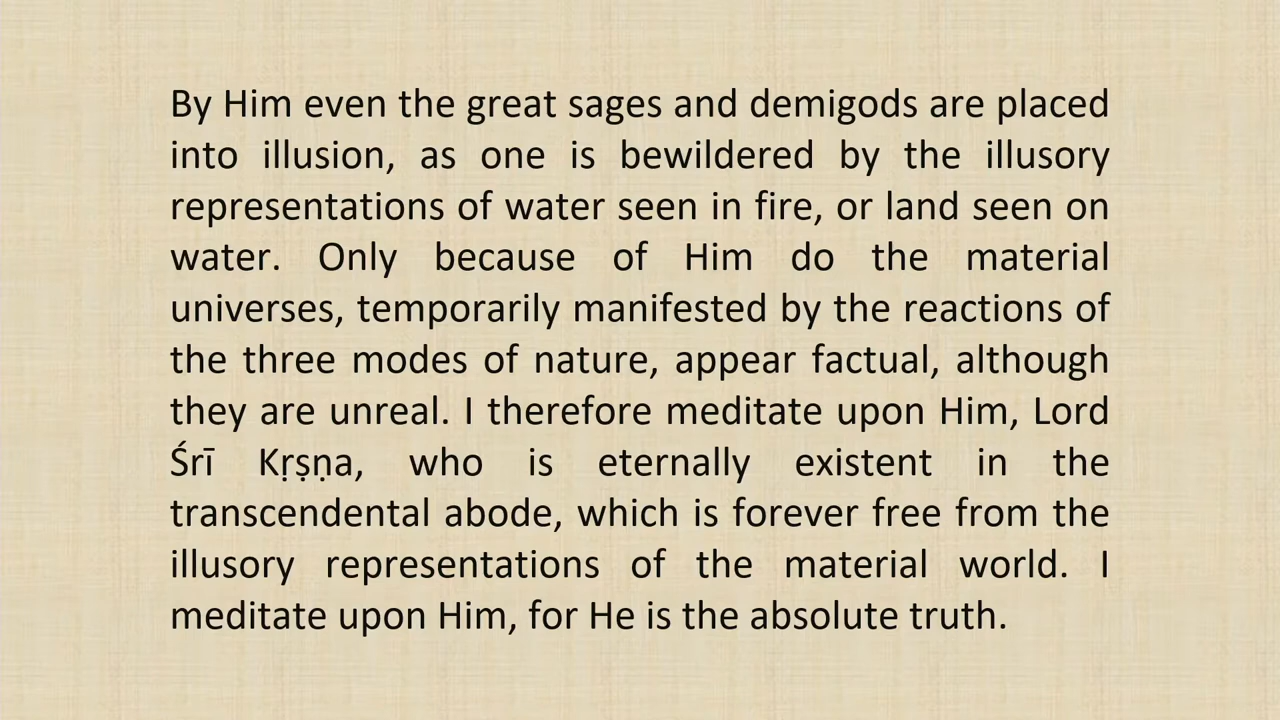 By Him even the great sages and demigods are placed
into illusion, as one is bewildered by the illusory
representations of water seen in fire, or land seen on
water. Only because of Him do the material
universes, temporarily manifested by the reactions of
the three modes of nature, appear factual, although
they are unreal. I therefore meditate upon Him, Lord
Śrī Kṛṣṇa, who is eternally existent in the
transcendental abode, which is forever free from the
illusory representations of the material world. I
meditate upon Him, for He is the absolute truth.